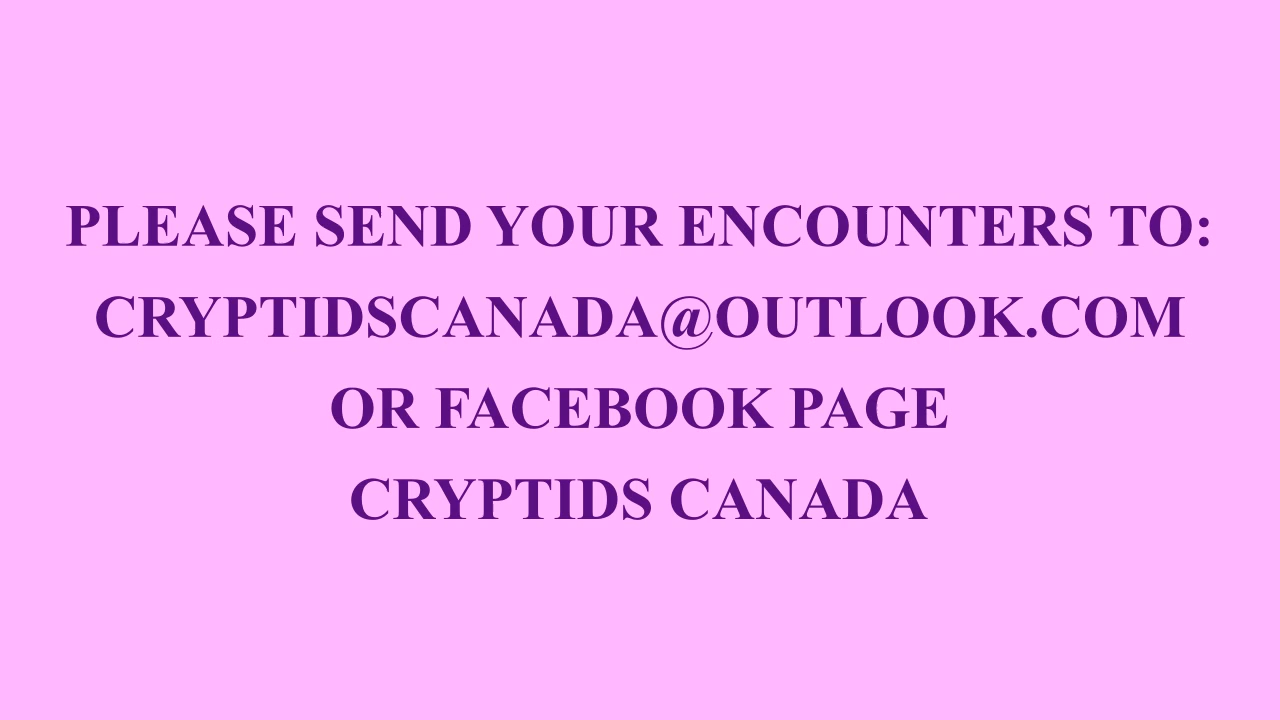 PLEASE SEND YOUR ENCOUNTERS TO:
CRYPTIDSCANADA@OUTLOOK.COM
OR FACEBOOK PAGE
CRYPTIDS CANADA